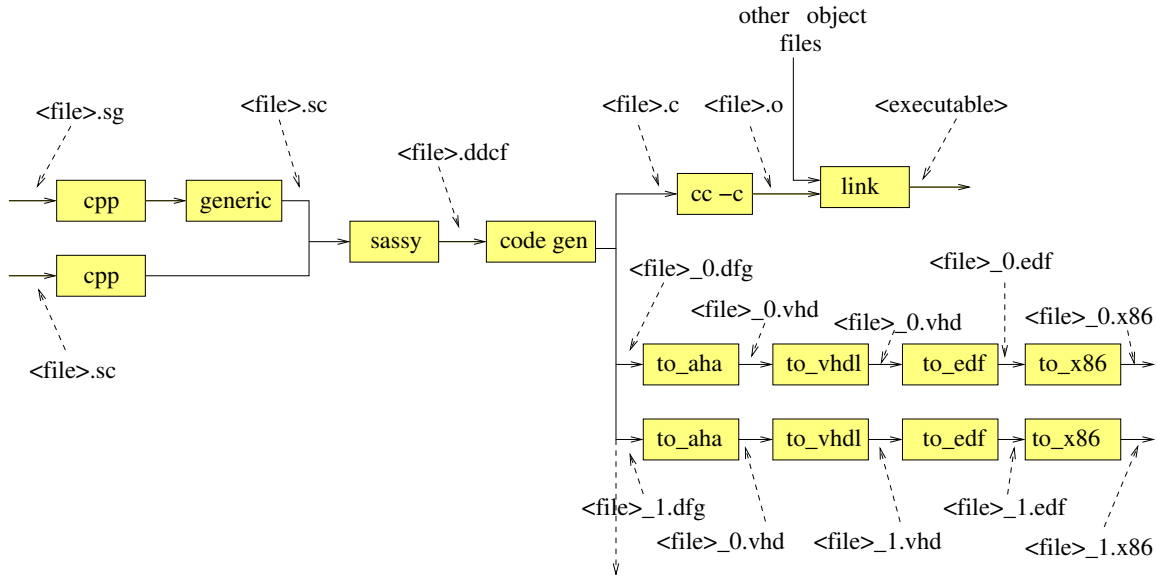 other object
files
<file>.sg
<file>.sc
<file>.c
<file>.o
<executable>
<file>.ddcf
cpp
generic
cc −c
link
sassy
code gen
cpp
<file>.sc
<file>_0.dfg
<file>_0.edf
<file>_0.vhd
<file>_0.vhd
<file>_0.x86
to_aha
to_vhdl
to_edf
to_x86
to_aha
to_vhdl
to_edf
to_x86
<file>_1.dfg
<file>_1.edf
<file>_0.vhd
<file>_1.vhd
<file>_1.x86